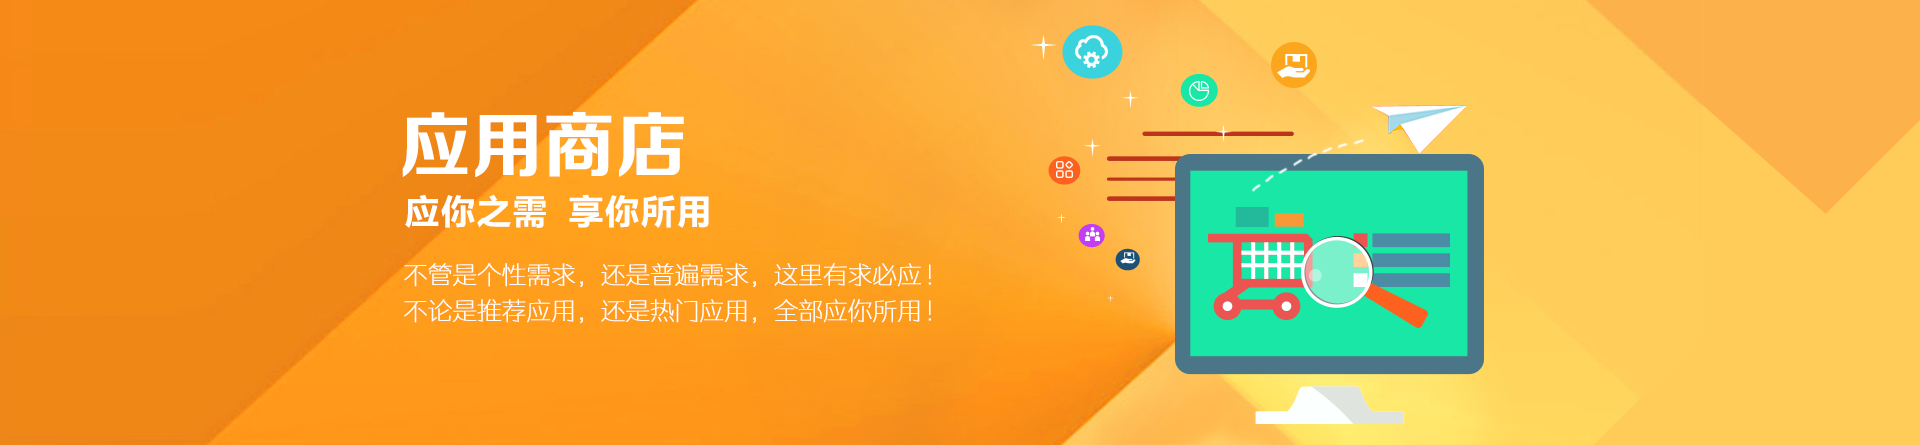 应用商店
应你之需 享你所用
不管是个性需求，还是普遍需求，这里有求必应！
不论是推荐应用，还是热门应用，全部应你所用！